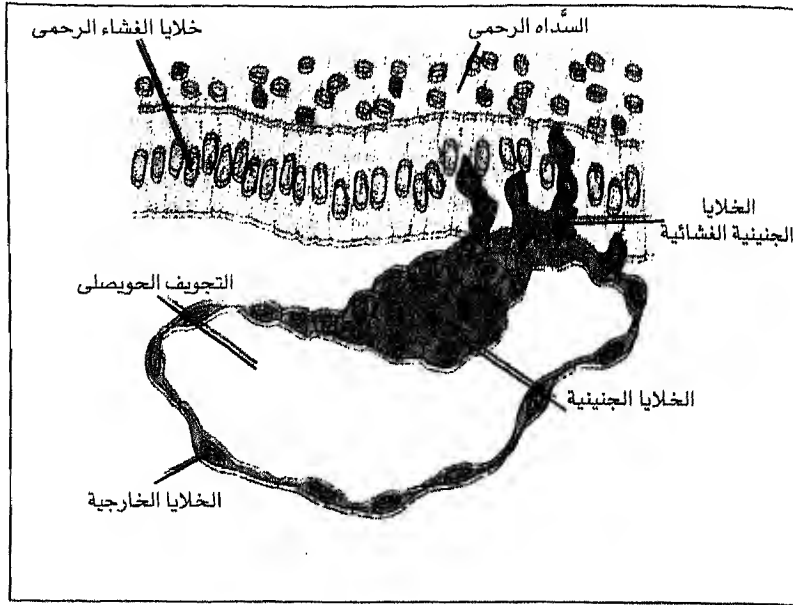 خلايا الغشاء الرحمى
السَّداه الرحمى
الخلايا
الجنينية الغشائية
التجويف الحويصلى
الخلايا الجنينية
الخلايا الخارجية